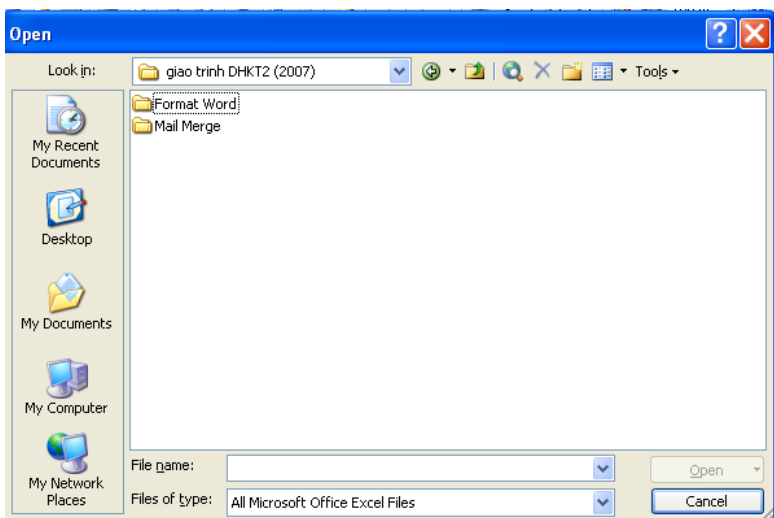 Open
Look in:
giao trinh DHKT2 (2007)
Tools
Format Word
Mail Merge
My Recent
Documents
Desktop
My Documents
My Computer
My Network
Places
File name:
Open
Files of type:
All Microsoft Office Excel Files
Cancel